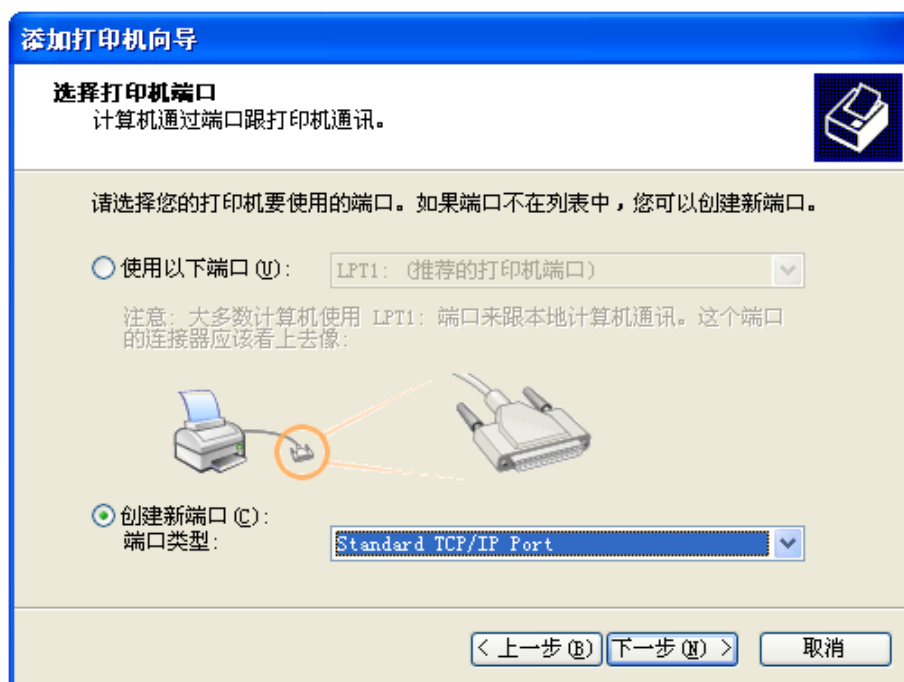 添加打印机向导
选择打印机端口
计算机通过端口跟打印机通讯。
请选择您的打印机要使用的端口。如果端口不在列表中，您可以创建新端口。
使用以下端口(U): LPT1: (推荐的打印机端口)
注意: 大多数计算机使用 LPT1: 端口来跟本地计算机通讯。这个端口
的连接器应该看上去像:
创建新端口(C):
端口类型: Standard TCP/IP Port
< 上一步(B) 下一步(N) > 取消